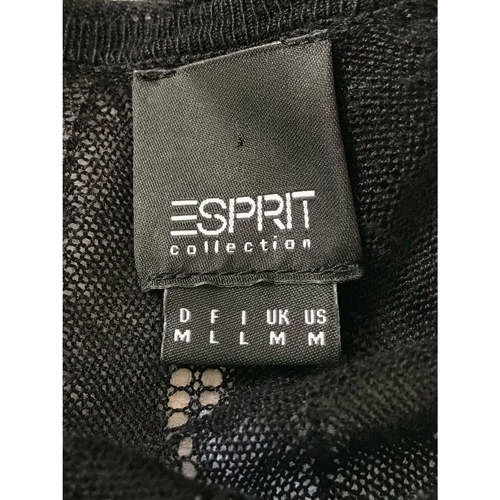 ESPRIT
collection
D F I UK US
M L L M M